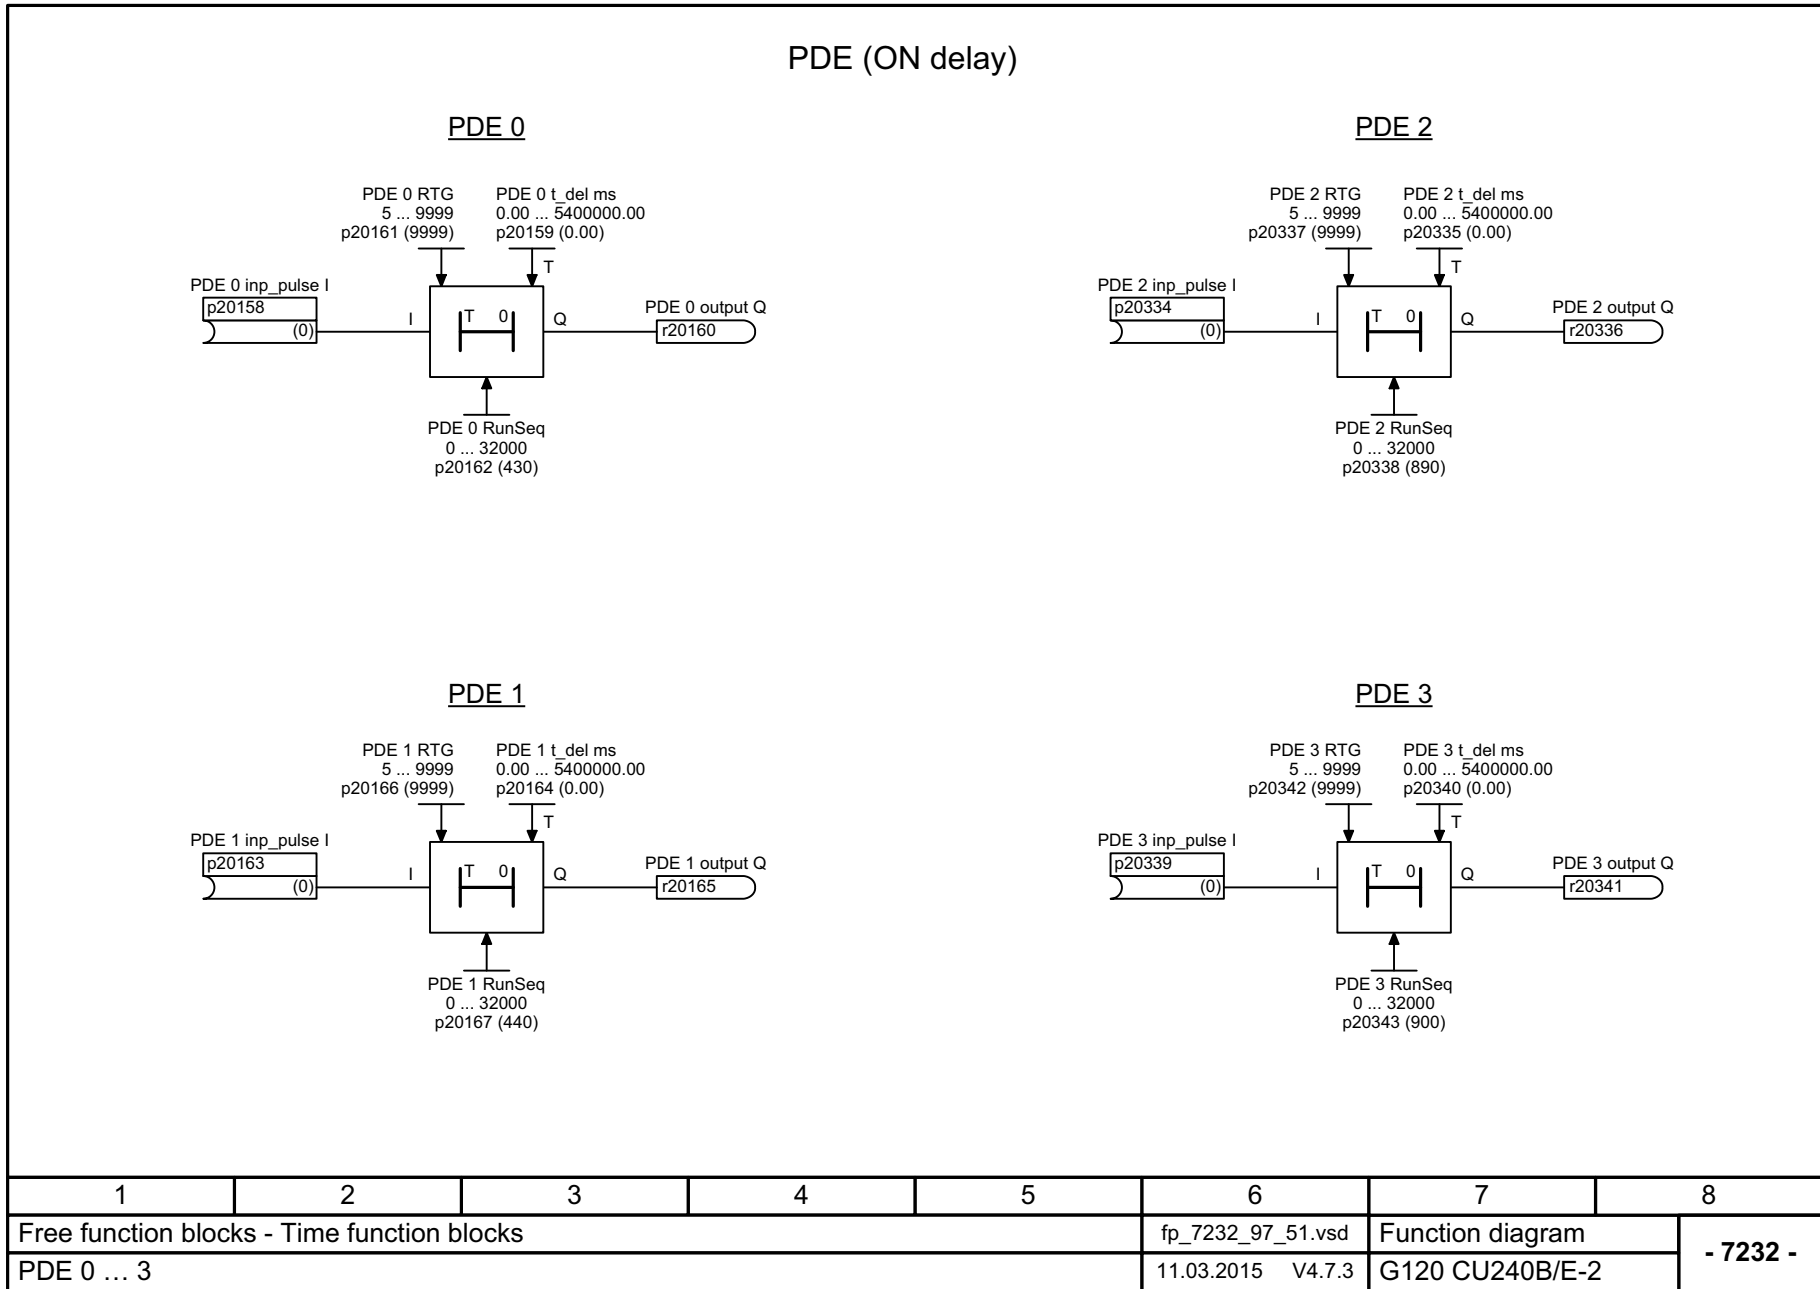 PDE (ON delay)
PDE 0
PDE 0 RTG
5 ... 9999
p20161 (9999)
PDE 0 t_del ms
0.00 ... 5400000.00
p20159 (0.00)
T
PDE 0 inp_pulse I
p20158
(0)
I
T 0
Q
PDE 0 output Q
r20160
PDE 0 RunSeq
0 ... 32000
p20162 (430)
PDE 2
PDE 2 RTG
5 ... 9999
p20337 (9999)
PDE 2 t_del ms
0.00 ... 5400000.00
p20335 (0.00)
T
PDE 2 inp_pulse I
p20334
(0)
I
T 0
Q
PDE 2 output Q
r20336
PDE 2 RunSeq
0 ... 32000
p20338 (890)
PDE 1
PDE 1 RTG
5 ... 9999
p20166 (9999)
PDE 1 t_del ms
0.00 ... 5400000.00
p20164 (0.00)
T
PDE 1 inp_pulse I
p20163
(0)
I
T 0
Q
PDE 1 output Q
r20165
PDE 1 RunSeq
0 ... 32000
p20167 (440)
PDE 3
PDE 3 RTG
5 ... 9999
p20342 (9999)
PDE 3 t_del ms
0.00 ... 5400000.00
p20340 (0.00)
T
PDE 3 inp_pulse I
p20339
(0)
I
T 0
Q
PDE 3 output Q
r20341
PDE 3 RunSeq
0 ... 32000
p20343 (900)
1 2 3 4 5 6 7 8
Free function blocks - Time function blocks
fp_7232_97_51.vsd
Function diagram
- 7232 -
PDE 0 … 3
11.03.2015 V4.7.3
G120 CU240B/E-2